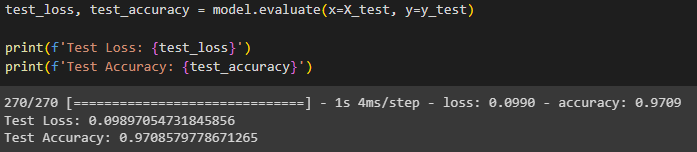 test_loss, test_accuracy = model.evaluate(x=X_test, y=y_test)
print(f'Test Loss: {test_loss}')
print(f'Test Accuracy: {test_accuracy}')
270/270 [==============================] - 1s 4ms/step - loss: 0.0990 - accuracy: 0.9709
Test Loss: 0.09897054731845856
Test Accuracy: 0.9708579778671265